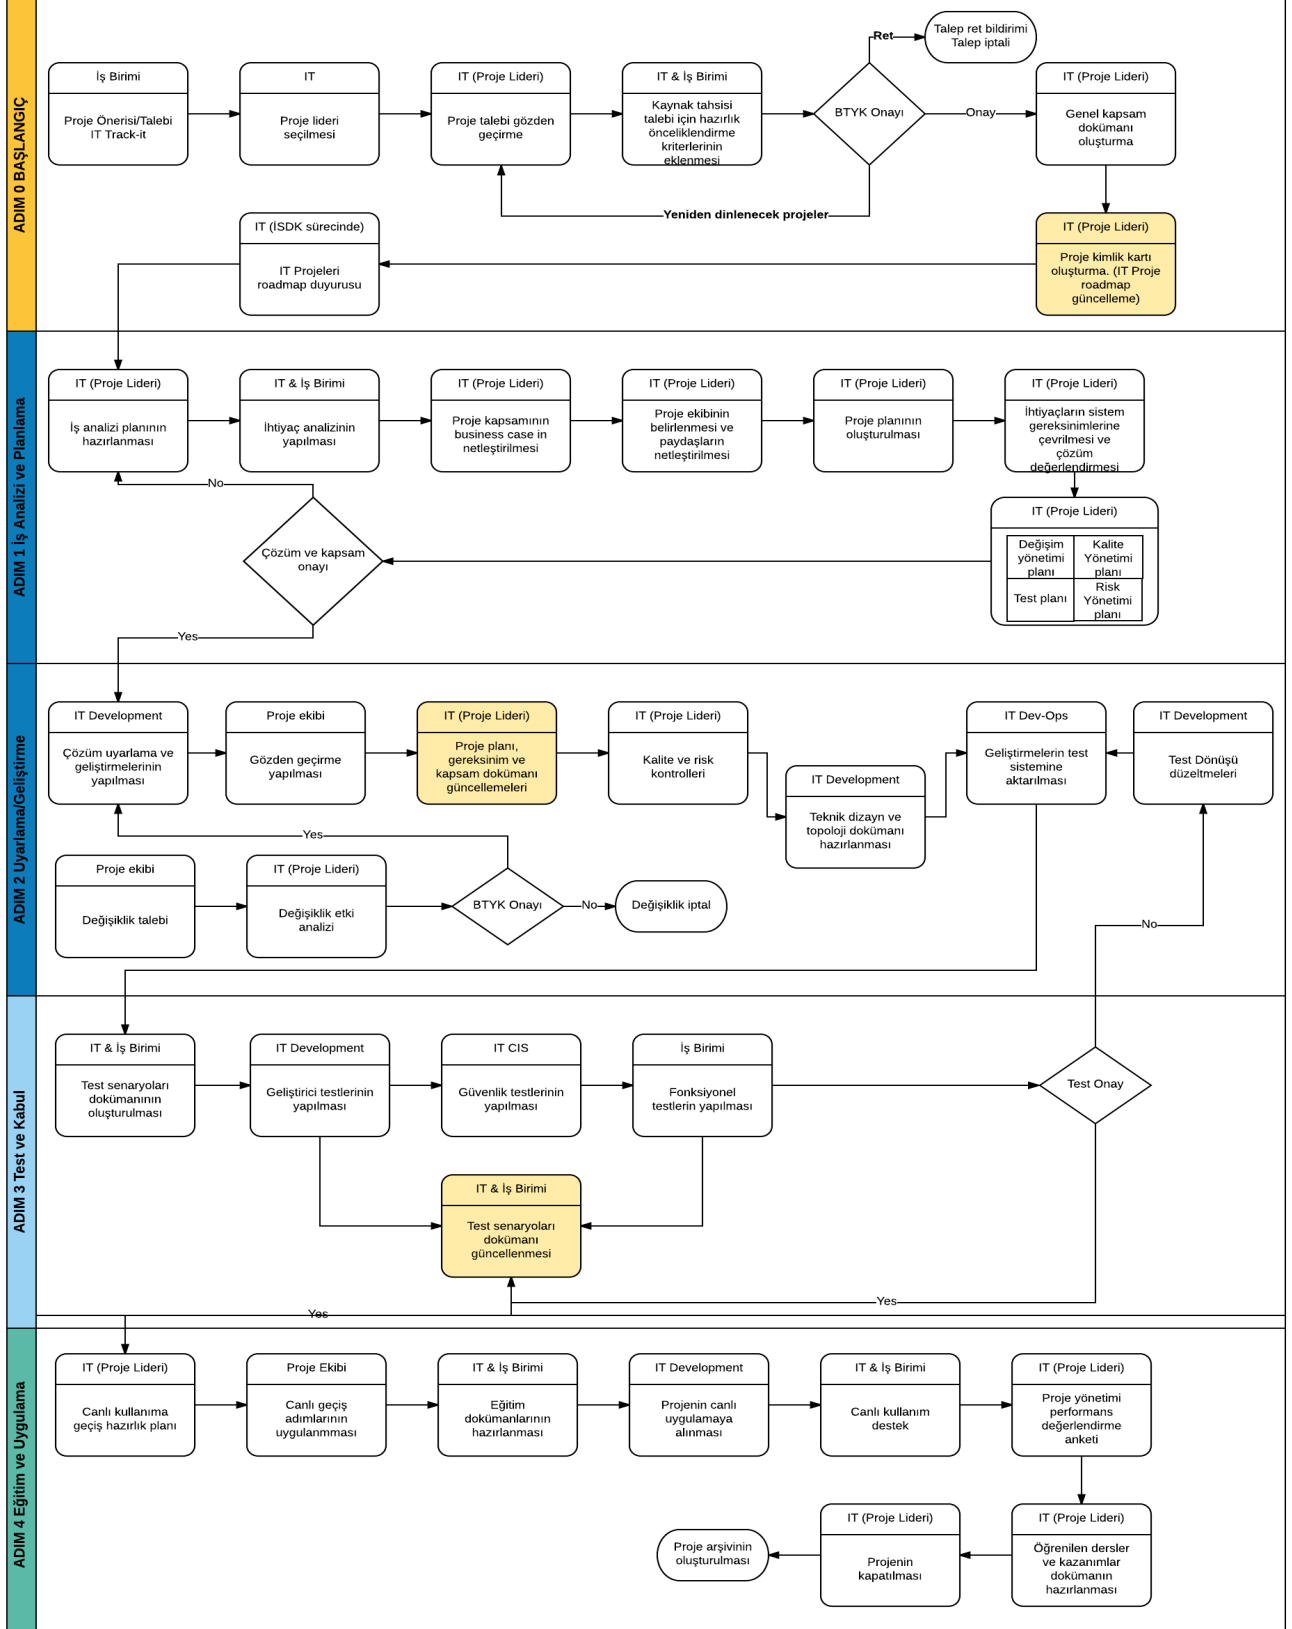 ADIM 0 BAŞLANGIÇ
İş Birimi
Proje Önerisi/Talebi
IT Track-it
IT
Proje lideri
seçilmesi
IT (Proje Lideri)
Proje talebi gözden
geçirme
IT & İş Birimi
Kaynak tahsisi
talebi için hazırlık
önceliklendirme
kriterlerinin
eklenmesi
BTYK Onayı
Ret
Talep ret bildirimi
Talep iptali
Onay
IT (Proje Lideri)
Genel kapsam
dokümanı
oluşturma
Yeniden dinlenecek projeler
IT (Proje Lideri)
Proje kimlik kartı
oluşturma. (IT Proje
roadmap
güncelleme)
IT (İSDK sürecinde)
IT Projeleri
roadmap duyurusu
ADIM 1 İş Analizi ve Planlama
IT (Proje Lideri)
İş analizi planının
hazırlanması
IT & İş Birimi
İhtiyaç analizinin
yapılması
IT (Proje Lideri)
Proje kapsamının
business case in
netleştirilmesi
IT (Proje Lideri)
Proje ekibinin
belirlenmesi ve
paydaşların
netleştirilmesi
IT (Proje Lideri)
Proje planının
oluşturulması
IT (Proje Lideri)
İhtiyaçların sistem
gereksinimlerine
çevrilmesi ve
çözüm
değerlendirmesi
IT (Proje Lideri)
Değişim
yönetimi
planı
Kalite
Yönetimi
planı
Test planı
Risk
Yönetimi
planı
Çözüm ve kapsam
onayı
No
Yes
ADIM 2 Uyarlama/Geliştirme
IT Development
Çözüm uyarlama ve
geliştirmelerinin
yapılması
Proje ekibi
Gözden geçirme
yapılması
IT (Proje Lideri)
Proje planı,
gereksinim ve
kapsam dokümanı
güncellemeleri
IT (Proje Lideri)
Kalite ve risk
kontrolleri
IT Development
Teknik dizayn ve
topoloji dokümanı
hazırlanması
IT Dev-Ops
Geliştirmelerin test
sistemine
aktarılması
IT Development
Test Dönüşü
düzeltmeleri
Yes
Proje ekibi
Değişiklik talebi
IT (Proje Lideri)
Değişiklik etki
analizi
BTYK Onayı
No
Değişiklik iptal
No
ADIM 3 Test ve Kabul
IT & İş Birimi
Test senaryoları
dokümanının
oluşturulması
IT Development
Geliştirici testlerinin
yapılması
IT CIS
Güvenlik testlerinin
yapılması
İş Birimi
Fonksiyonel
testlerin yapılması
Test Onay
IT & İş Birimi
Test senaryoları
dokümanı
güncellenmesi
Yes
Yes
ADIM 4 Eğitim ve Uygulama
IT (Proje Lideri)
Canlı kullanıma
geçiş hazırlık planı
Proje Ekibi
Canlı geçiş
adımlarının
uygulanmması
IT & İş Birimi
Eğitim
dokümanlarının
hazırlanması
IT Development
Projenin canlı
uygulamaya
alınması
IT & İş Birimi
Canlı kullanım
destek
IT (Proje Lideri)
Proje yönetimi
performans
değerlendirme
anketi
IT (Proje Lideri)
Öğrenilen dersler
ve kazanımlar
dokümanın
hazırlanması
IT (Proje Lideri)
Projenin
kapatılması
Proje arşivinin
oluşturulması